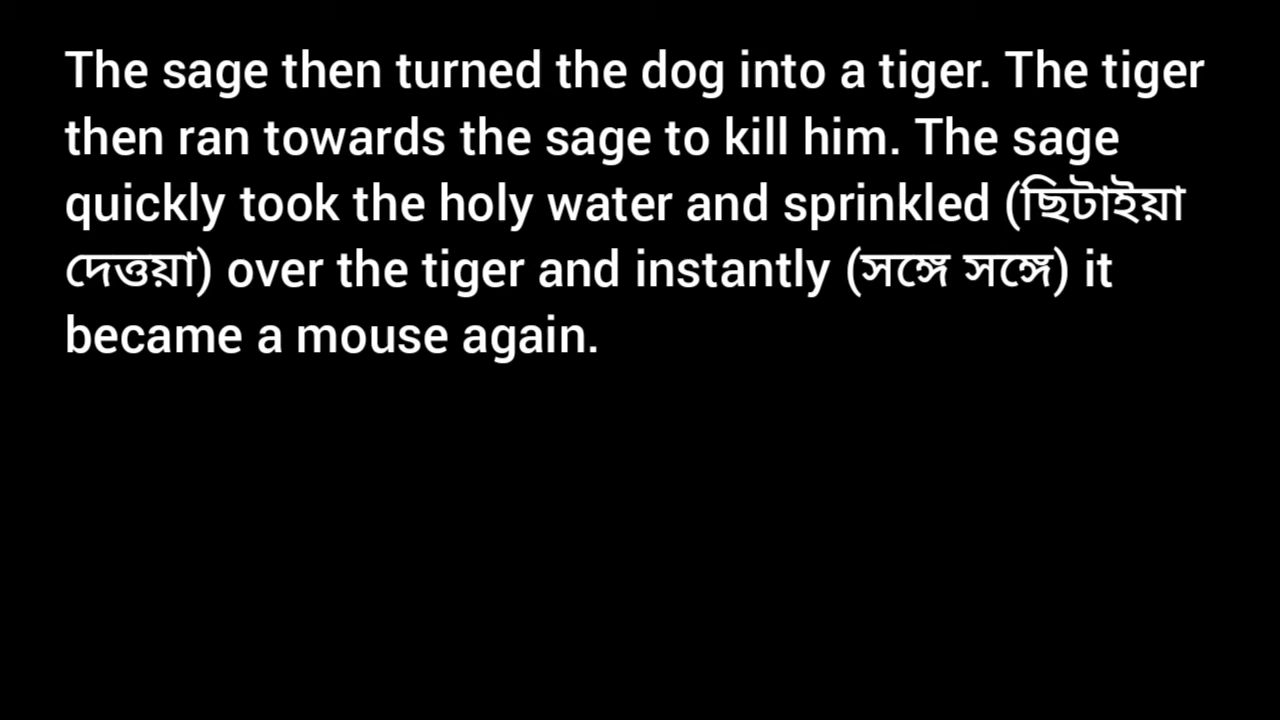 The sage then turned the dog into a tiger. The tiger
then ran towards the sage to kill him. The sage
quickly took the holy water and sprinkled (ছিটাইয়া
দেত্তয়া) over the tiger and instantly (সঙ্গে সঙ্গে) it
became a mouse again.